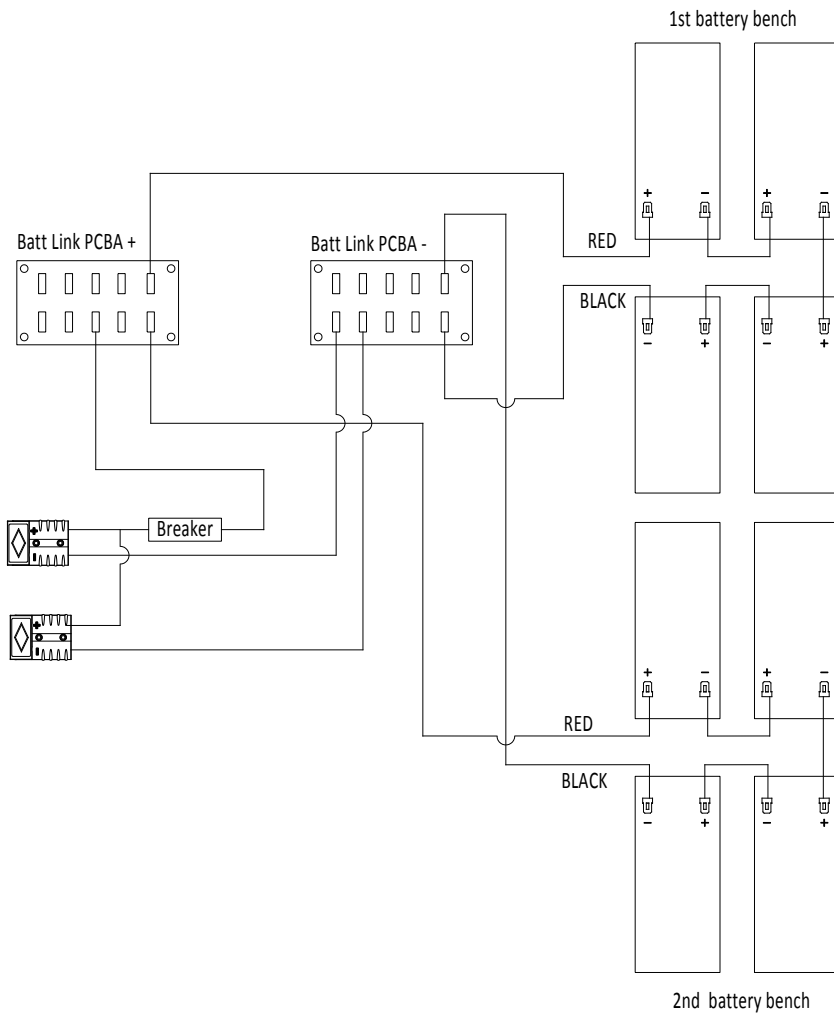 1st battery bench
+ - + -
Batt Link PCBA +
Batt Link PCBA -
RED
BLACK
- + - +
Breaker
+
-
+
-
+ - + -
RED
BLACK
- + - +
2nd battery bench